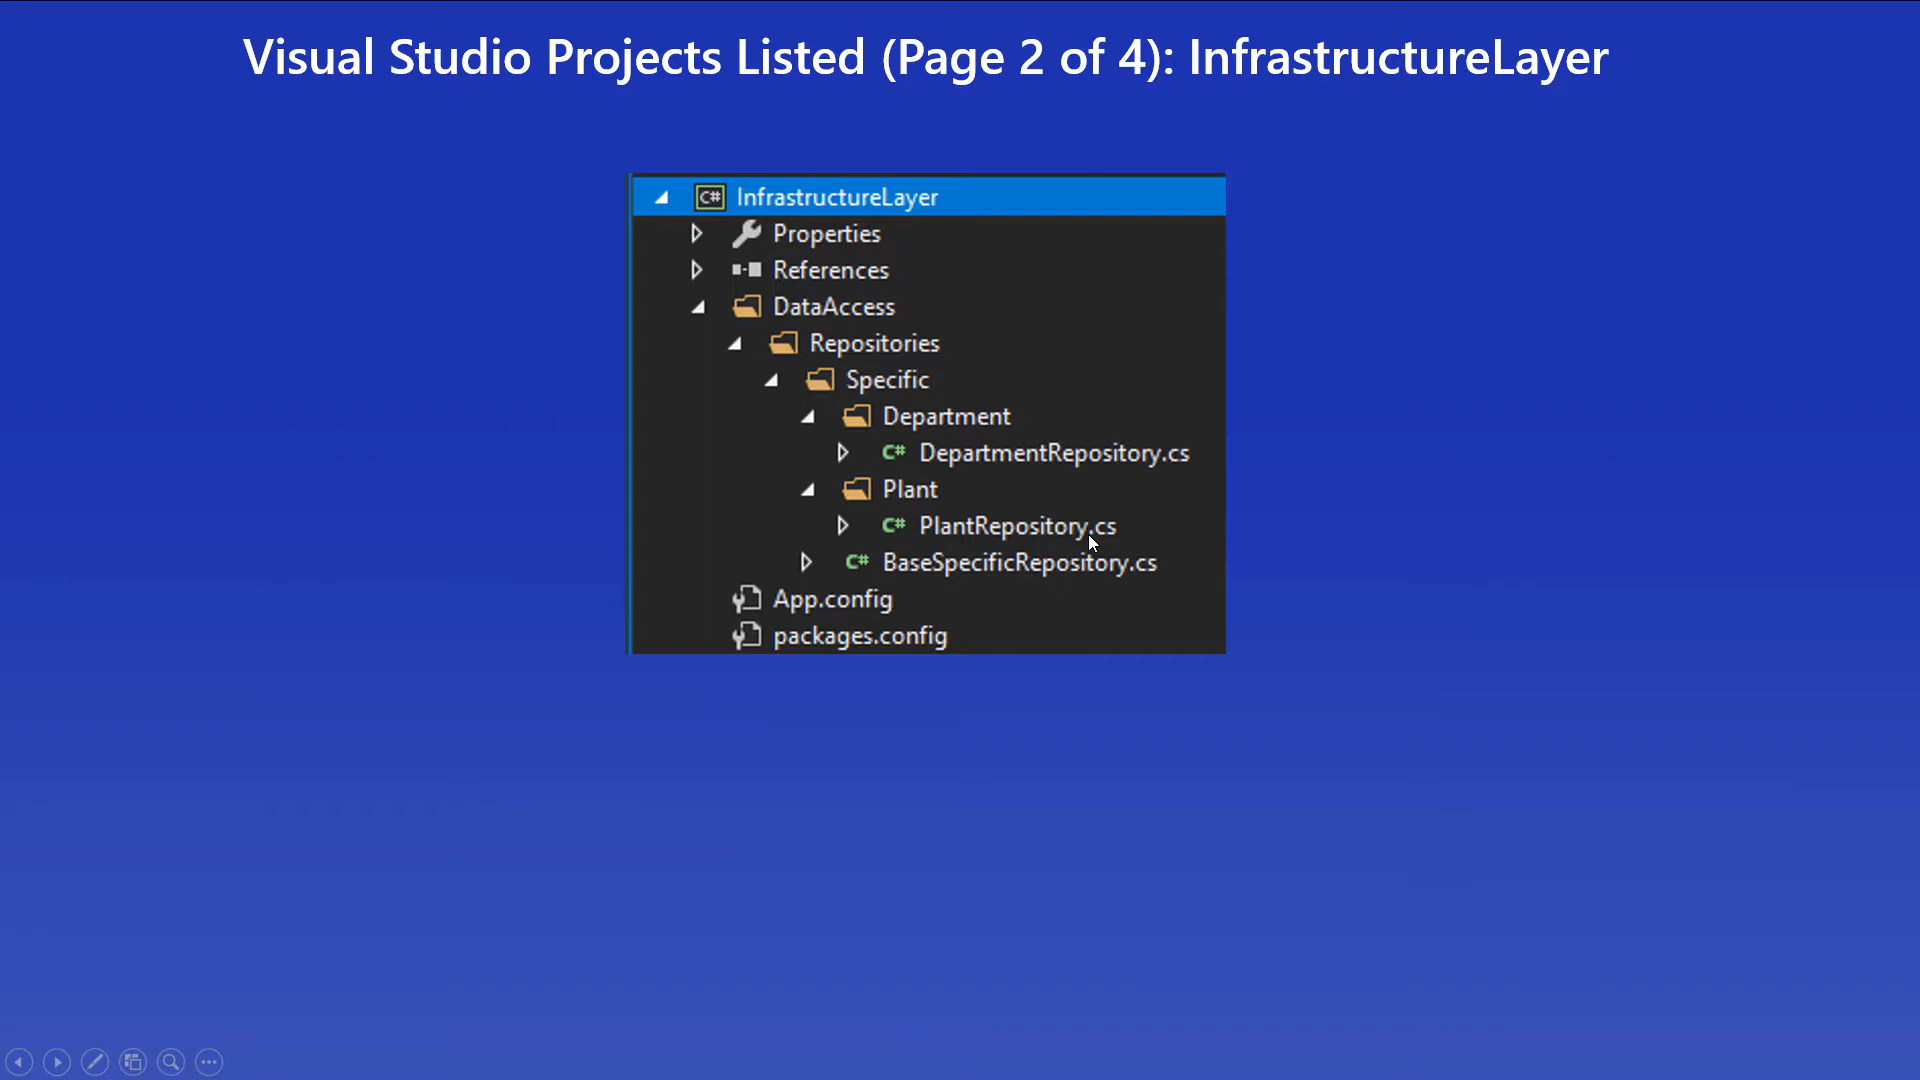 Visual Studio Projects Listed (Page 2 of 4): InfrastructureLayer
C# InfrastructureLayer
Properties
References
DataAccess
Repositories
Specific
Department
C# DepartmentRepository.cs
Plant
C# PlantRepository.cs
C# BaseSpecificRepository.cs
App.config
packages.config